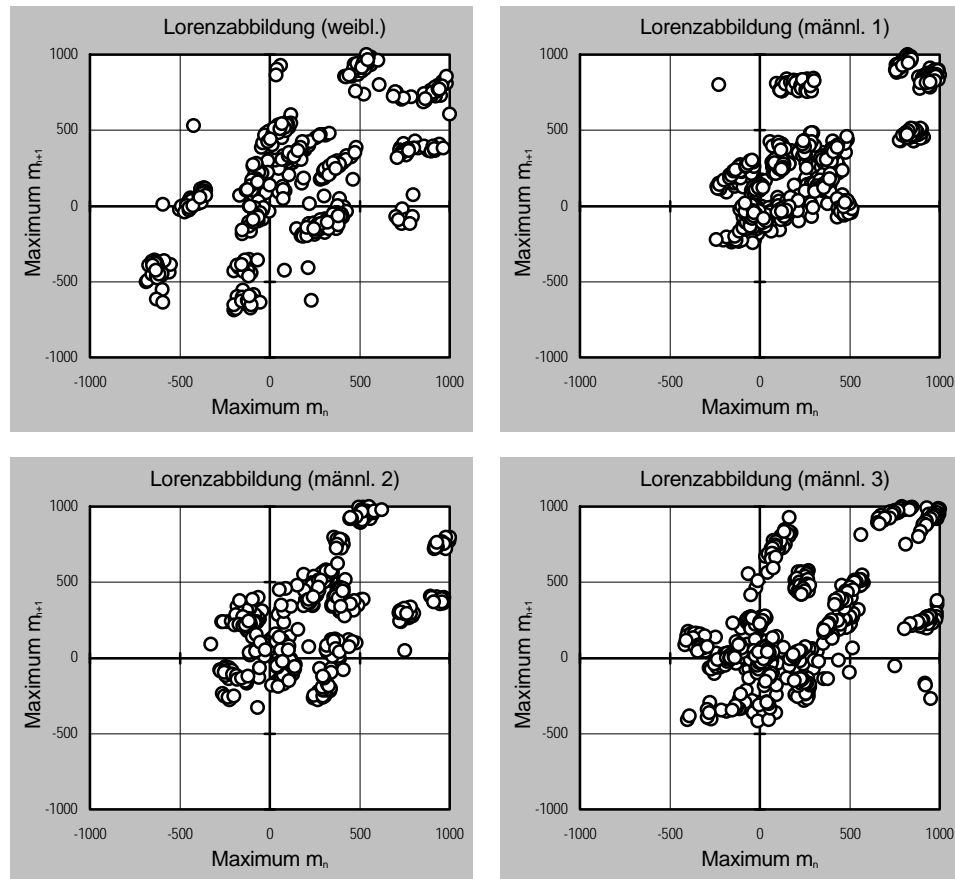 Lorenzabbildung (weibl.)
1000
500
0
-500
-1000
Maximum mₙ₊₁
-1000 -500 0 500 1000
Maximum mₙ
Lorenzabbildung (männl. 1)
1000
500
0
-500
-1000
Maximum mₙ₊₁
-1000 -500 0 500 1000
Maximum mₙ
Lorenzabbildung (männl. 2)
1000
500
0
-500
-1000
Maximum mₙ₊₁
-1000 -500 0 500 1000
Maximum mₙ
Lorenzabbildung (männl. 3)
1000
500
0
-500
-1000
Maximum mₙ₊₁
-1000 -500 0 500 1000
Maximum mₙ